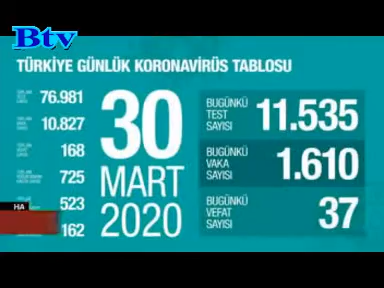 Btv
TÜRKİYE GÜNLÜK KORONAVİRÜS TABLOSU
76.981
10.827
168
725
523
162
30
MART
2020
BUGÜNKÜ
TEST
SAYISI
11.535
BUGÜNKÜ
VAKA
SAYISI
1.610
BUGÜNKÜ
VEFAT
SAYISI
37
HA